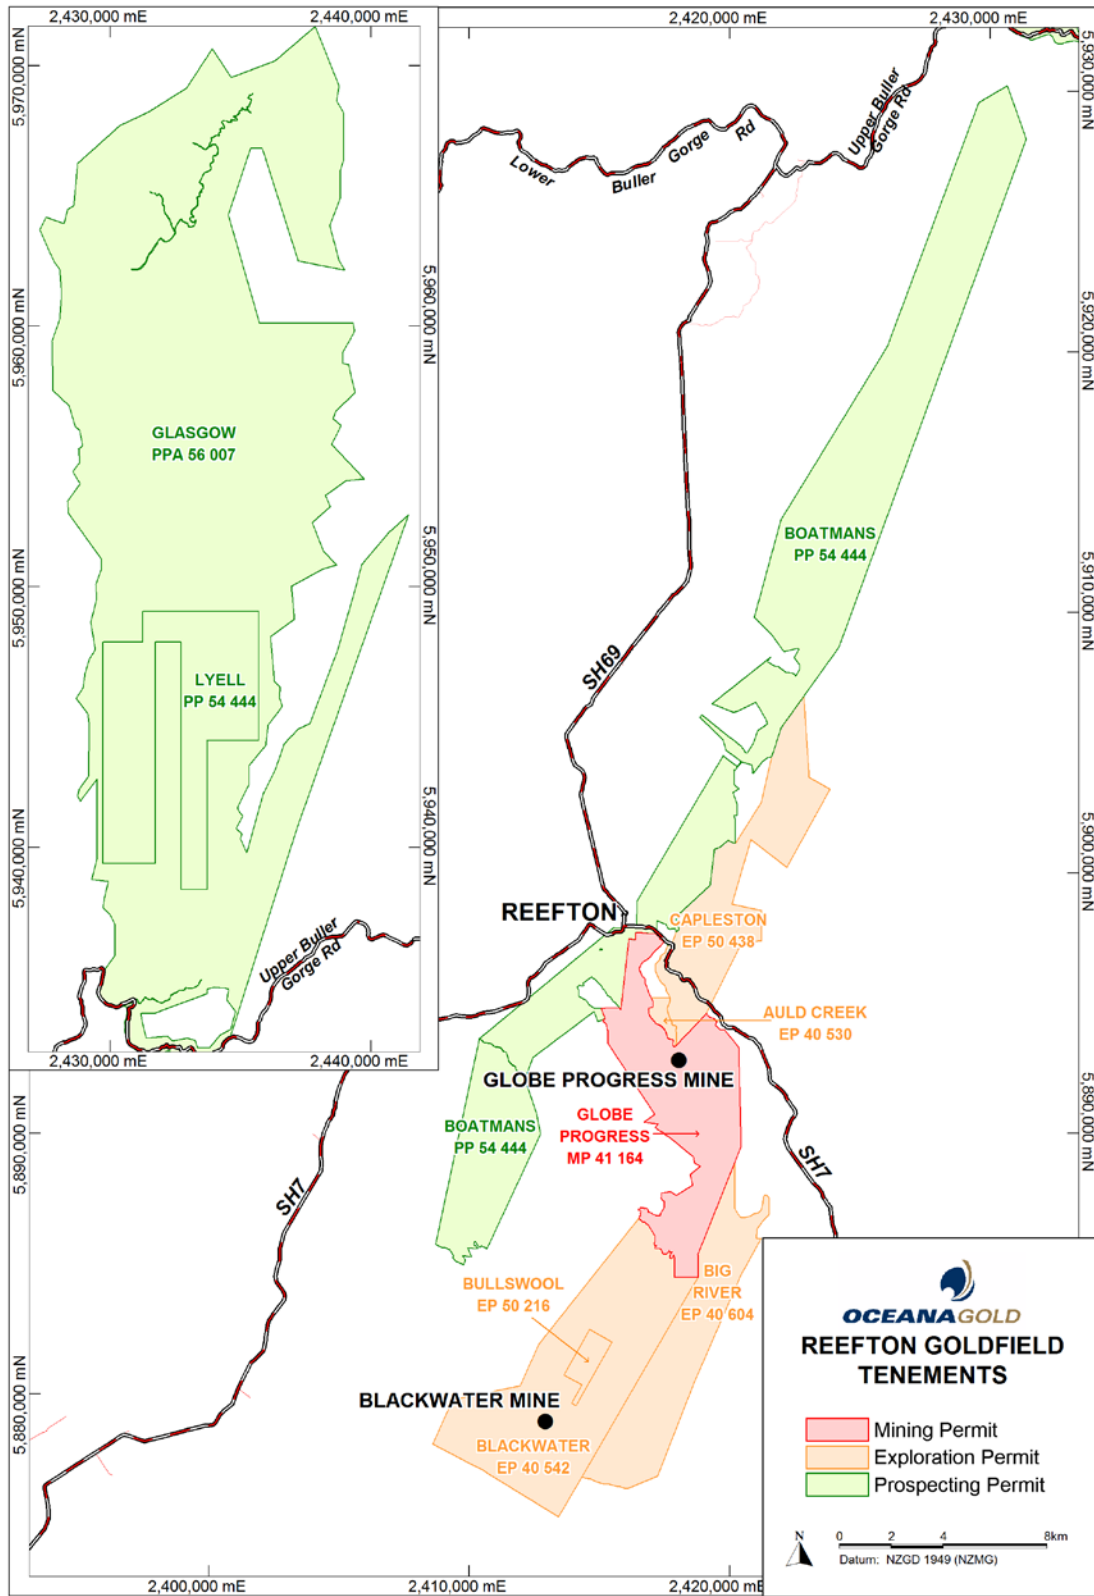 2,430,000 mE
2,440,000 mE
2,420,000 mE
2,430,000 mE
5,970,000 mN
5,960,000 mN
5,950,000 mN
5,940,000 mN
5,960,000 mN
5,950,000 mN
5,940,000 mN
5,930,000 mN
5,920,000 mN
5,910,000 mN
5,900,000 mN
5,890,000 mN
Lower
Buller
Gorge
Rd
Upper Buller
Gorge Rd
GLASGOW
PPA 56 007
BOATMANS
PP 54 444
LYELL
PP 54 444
SH69
Upper Buller
Gorge Rd
REEFTON
CAPLESTON
EP 50 438
AULD CREEK
EP 40 530
2,430,000 mE
2,440,000 mE
GLOBE PROGRESS MINE
GLOBE
PROGRESS
MP 41 164
BOATMANS
PP 54 444
5,890,000 mN
5,880,000 mN
SH7
SH7
BULLSWOOL
EP 50 216
BIG
RIVER
EP 40 604
BLACKWATER MINE
BLACKWATER
EP 40 542
OCEANAGOLD
REEFTON GOLDFIELD
TENEMENTS
Mining Permit
Exploration Permit
Prospecting Permit
N
0 2 4 8km
Datum: NZGD 1949 (NZMG)
2,400,000 mE
2,410,000 mE
2,420,000 mE